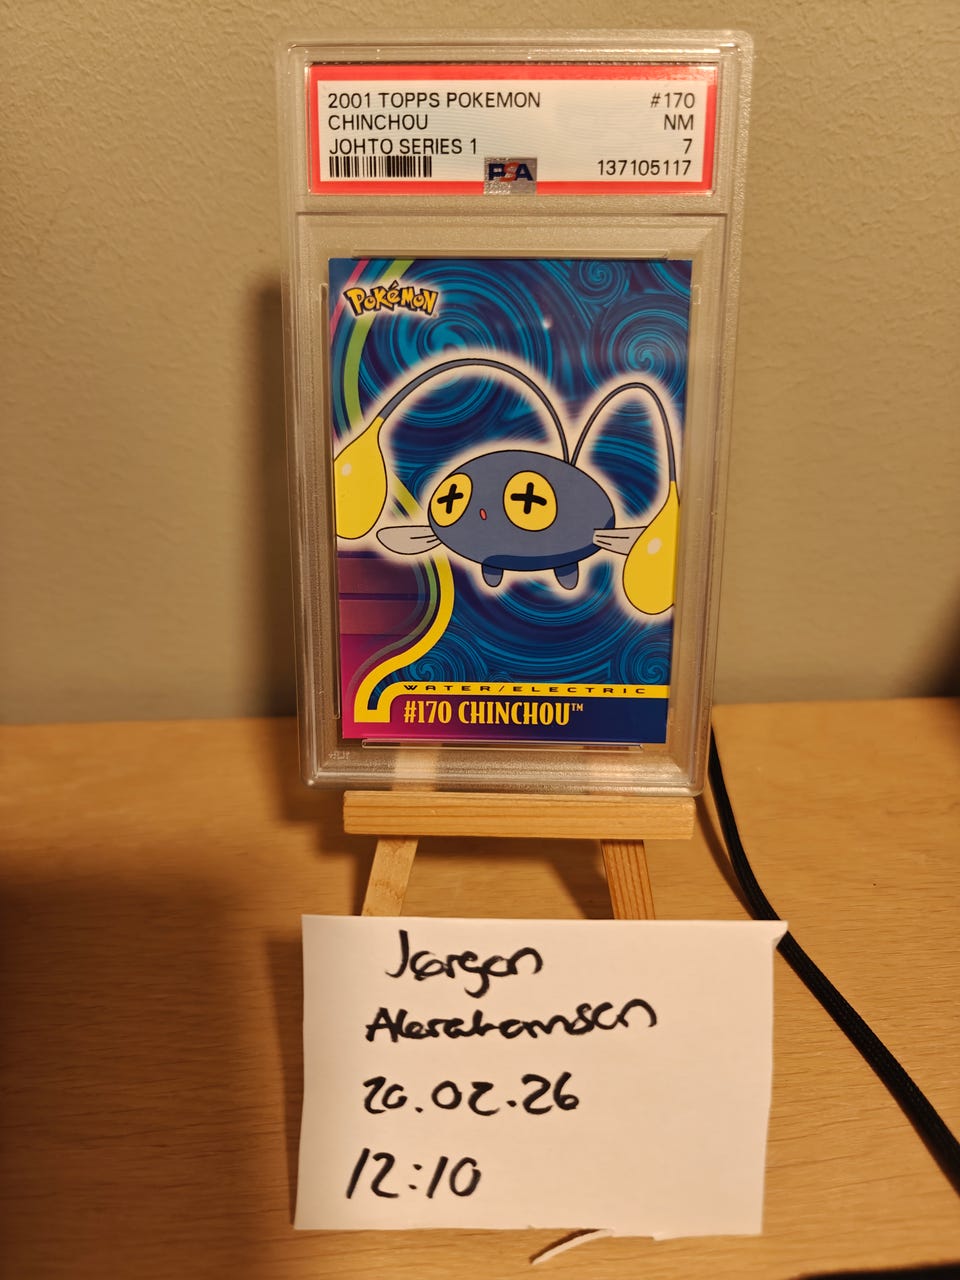 2001 TOPPS POKEMON #170
CHINCHOU NM
JOHTO SERIES 1 7
PSA 137105117
POKéMON
WATER/ELECTRIC
#170 CHINCHOU™
Jørgen
Abrahamsen
20.02.26
12:10